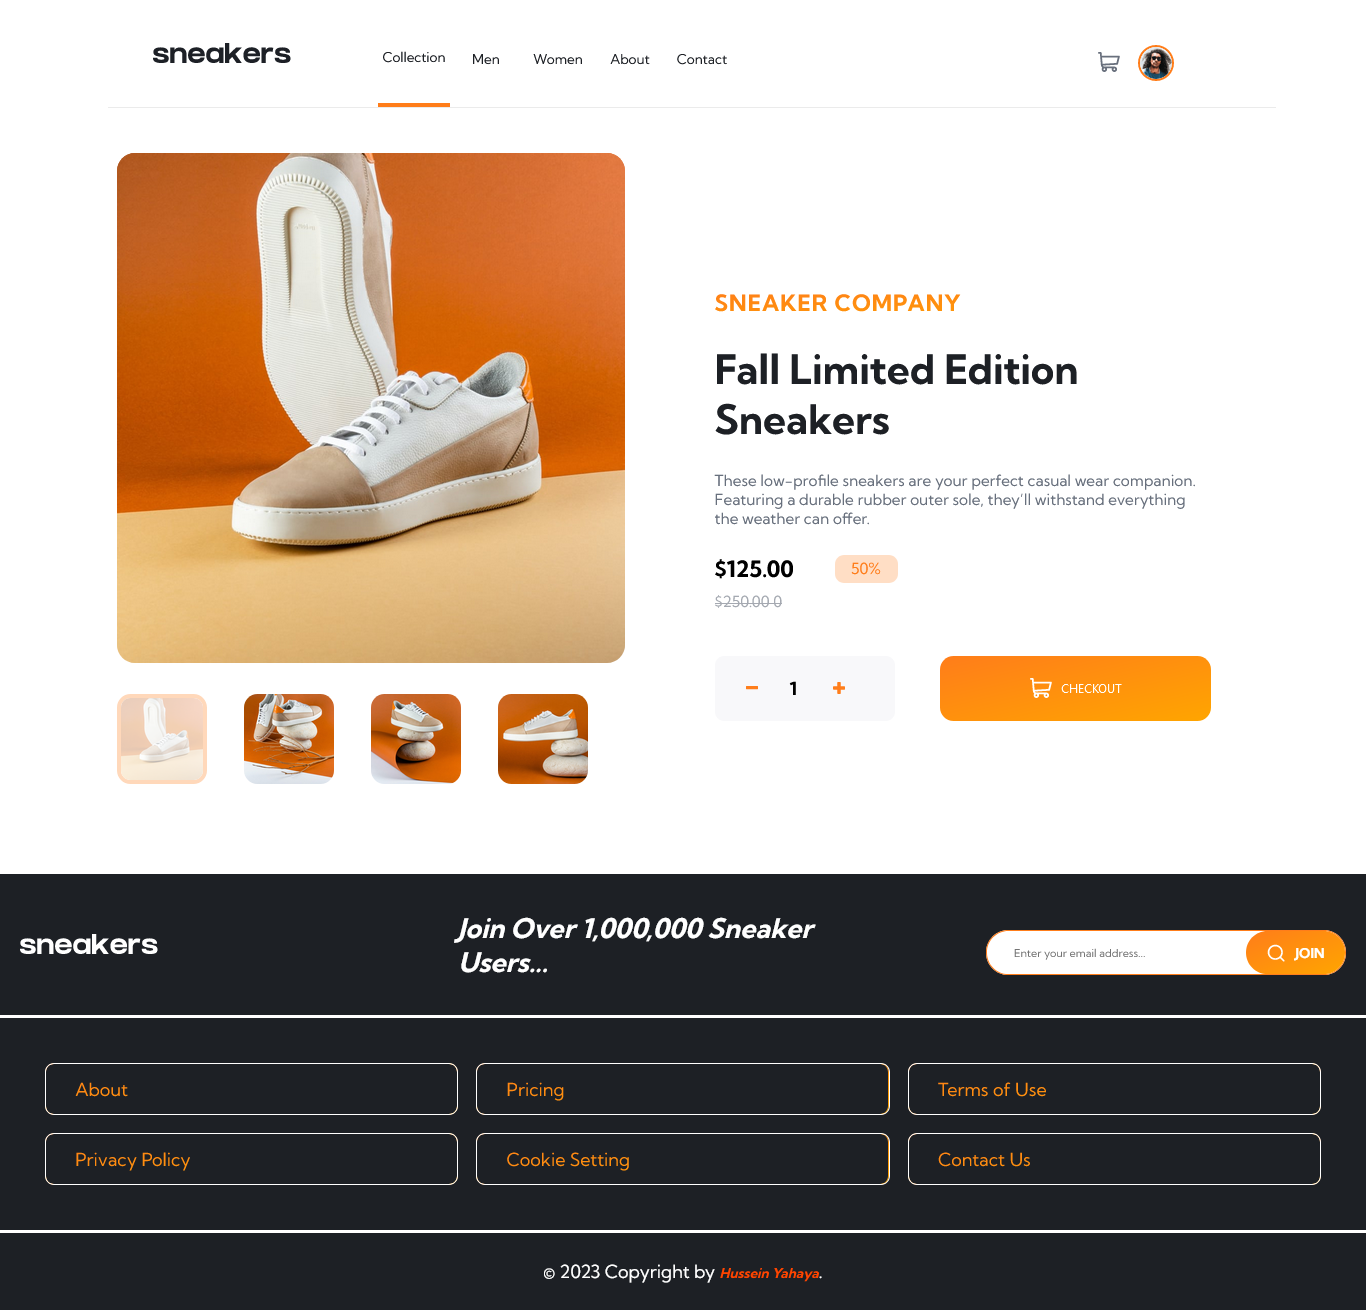 sneakers
Collection Men Women About Contact
SNEAKER COMPANY
Fall Limited Edition
Sneakers
These low-profile sneakers are your perfect casual wear companion.
Featuring a durable rubber outer sole, they'll withstand everything
the weather can offer.
$125.00 50%
$250.00 0
1
CHECKOUT
sneakers
Join Over 1,000,000 Sneaker
Users...
Enter your email address...
JOIN
About
Pricing
Terms of Use
Privacy Policy
Cookie Setting
Contact Us
© 2023 Copyright by Hussein Yahaya.